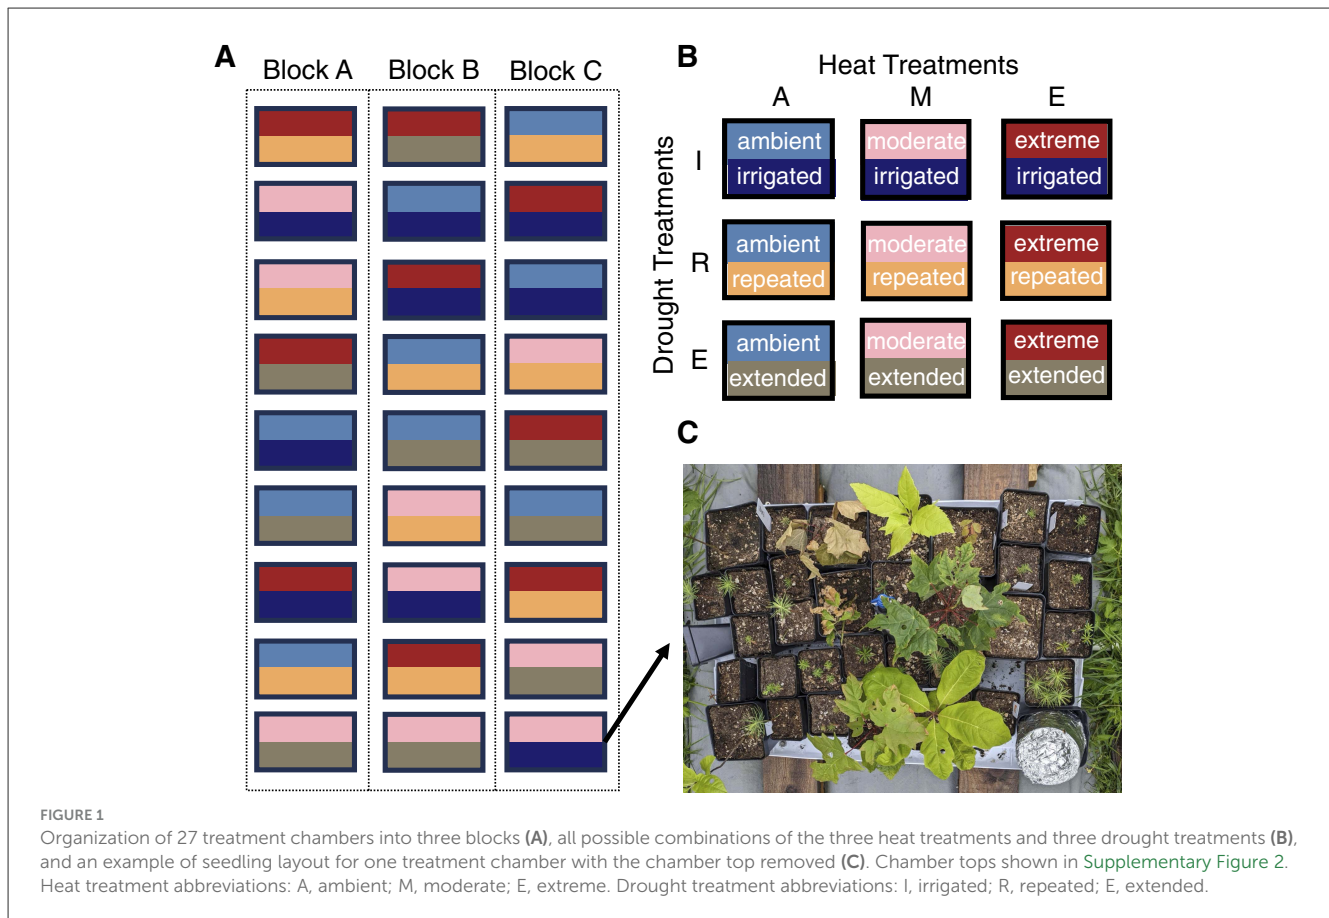 A
Block A
Block B
Block C
B
Heat Treatments
A
M
E
Drought Treatments
I
ambient
irrigated
moderate
irrigated
extreme
irrigated
R
ambient
repeated
moderate
repeated
extreme
repeated
E
ambient
extended
moderate
extended
extreme
extended
C
FIGURE 1
Organization of 27 treatment chambers into three blocks (A), all possible combinations of the three heat treatments and three drought treatments (B),
and an example of seedling layout for one treatment chamber with the chamber top removed (C). Chamber tops shown in Supplementary Figure 2.
Heat treatment abbreviations: A, ambient; M, moderate; E, extreme. Drought treatment abbreviations: I, irrigated; R, repeated; E, extended.